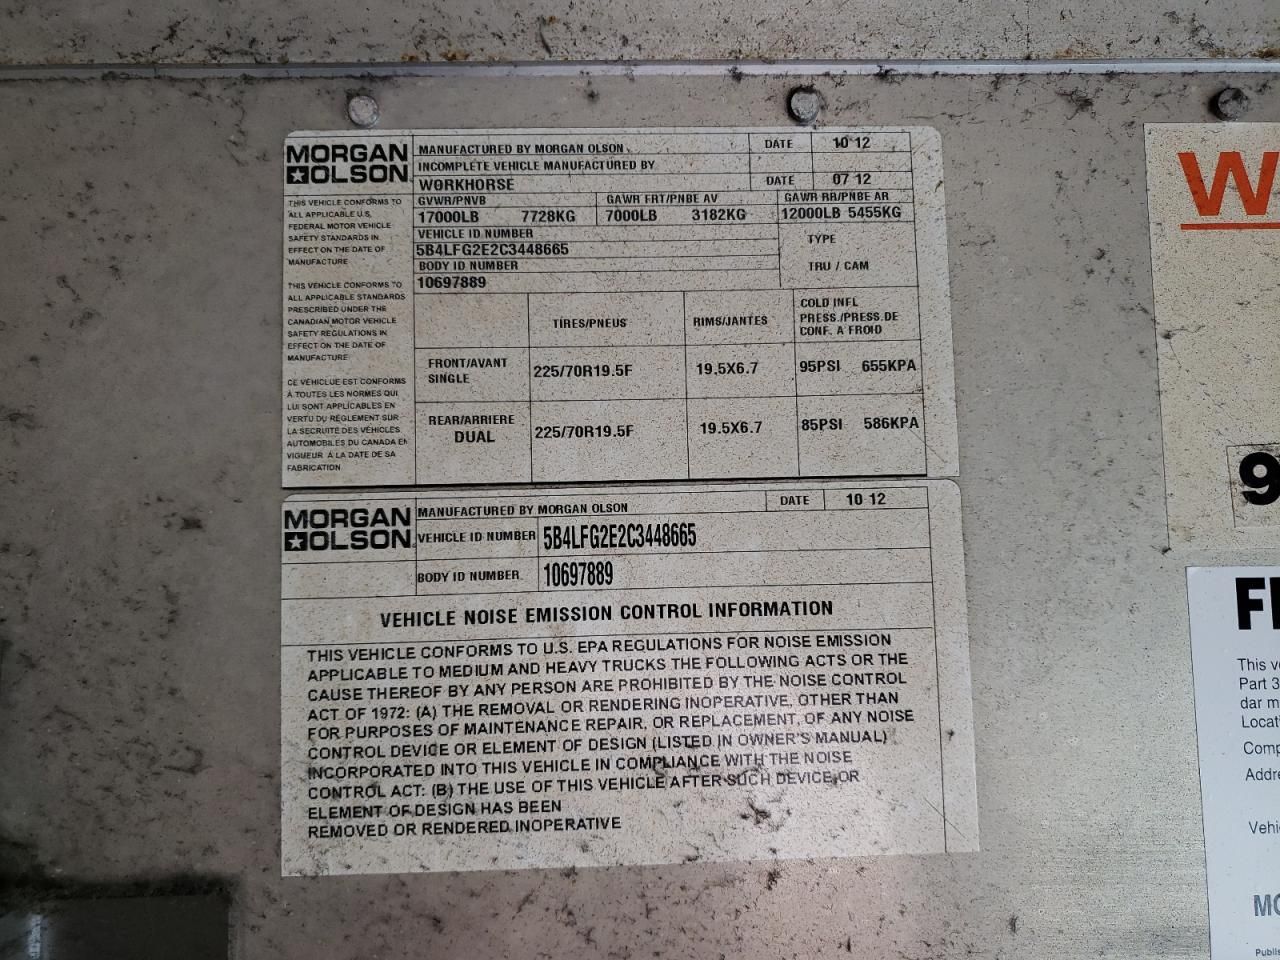 MORGAN
OLSON
MANUFACTURED BY MORGAN OLSON
DATE
10 12
INCOMPLETE VEHICLE MANUFACTURED BY
WORKHORSE
DATE
07 12
GVWR/PNVB
GAWR FRT/PNBE AV
GAWR RR/PNBE AR
17000LB 7728KG
7000LB 3182KG
12000LB 5455KG
VEHICLE ID NUMBER
5B4LFG2E2C3448665
BODY ID NUMBER
10697889
TYPE
TRU / CAM
THIS VEHICLE CONFORMS TO
ALL APPLICABLE U.S.
FEDERAL MOTOR VEHICLE
SAFETY STANDARDS IN
EFFECT ON THE DATE OF
MANUFACTURE
THIS VEHICLE CONFORMS TO
ALL APPLICABLE STANDARDS
PRESCRIBED UNDER THE
CANADIAN MOTOR VEHICLE
SAFETY REGULATIONS IN
EFFECT ON THE DATE OF
MANUFACTURE
CE VÉHICLUE EST CONFORMS
À TOUTES LES NORMES QUI
LUI SONT APPLICABLES EN
VERTU DU RÉGLEMENT SUR
LA SECRUITÉ DES VÉHICLES
AUTOMOBILES DU CANADA EN
VIGUEUR À LA DATE DE SA
FABRICATION
TIRES/PNEUS
RIMS/JANTES
COLD INFL
PRESS./PRESS.DE
CONF. A FROID
FRONT/AVANT
SINGLE
225/70R19.5F
19.5X6.7
95PSI 655KPA
REAR/ARRIERE
DUAL
225/70R19.5F
19.5X6.7
85PSI 586KPA
MORGAN
OLSON
MANUFACTURED BY MORGAN OLSON
DATE
10 12
VEHICLE ID NUMBER
5B4LFG2E2C3448665
BODY ID NUMBER
10697889
VEHICLE NOISE EMISSION CONTROL INFORMATION
THIS VEHICLE CONFORMS TO U.S. EPA REGULATIONS FOR NOISE EMISSION
APPLICABLE TO MEDIUM AND HEAVY TRUCKS THE FOLLOWING ACTS OR THE
CAUSE THEREOF BY ANY PERSON ARE PROHIBITED BY THE NOISE CONTROL
ACT OF 1972: (A) THE REMOVAL OR RENDERING INOPERATIVE, OTHER THAN
FOR PURPOSES OF MAINTENANCE REPAIR, OR REPLACEMENT, OF ANY NOISE
CONTROL DEVICE OR ELEMENT OF DESIGN (LISTED IN OWNER'S MANUAL)
INCORPORATED INTO THIS VEHICLE IN COMPLIANCE WITH THE NOISE
CONTROL ACT: (B) THE USE OF THIS VEHICLE AFTER SUCH DEVICE OR
ELEMENT OF DESIGN HAS BEEN
REMOVED OR RENDERED INOPERATIVE
W
9
This
Part 3